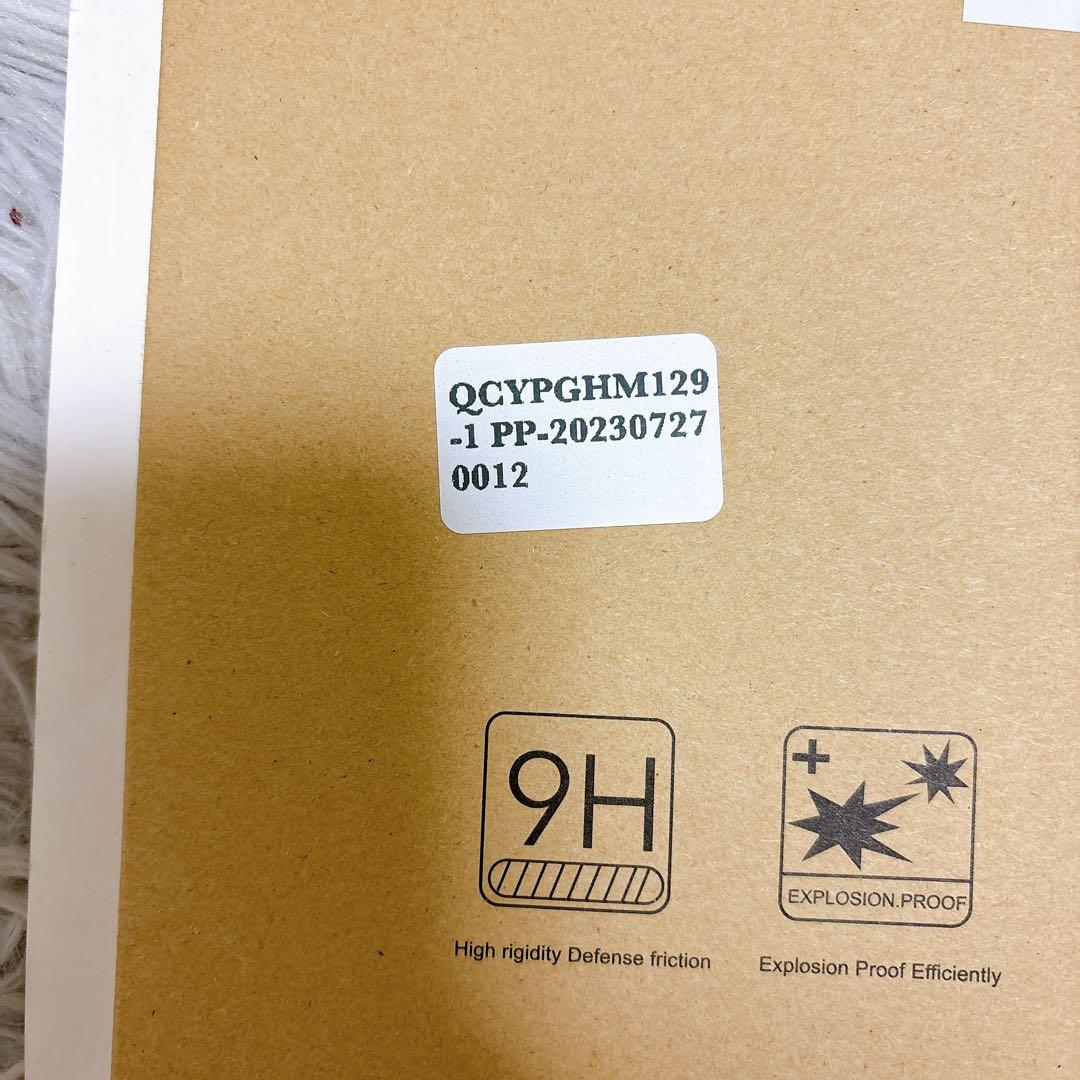 QCYPGHM129
-1 PP-20230727
0012
9H
High rigidity Defense friction
EXPLOSION.PROOF
Explosion Proof Efficiently